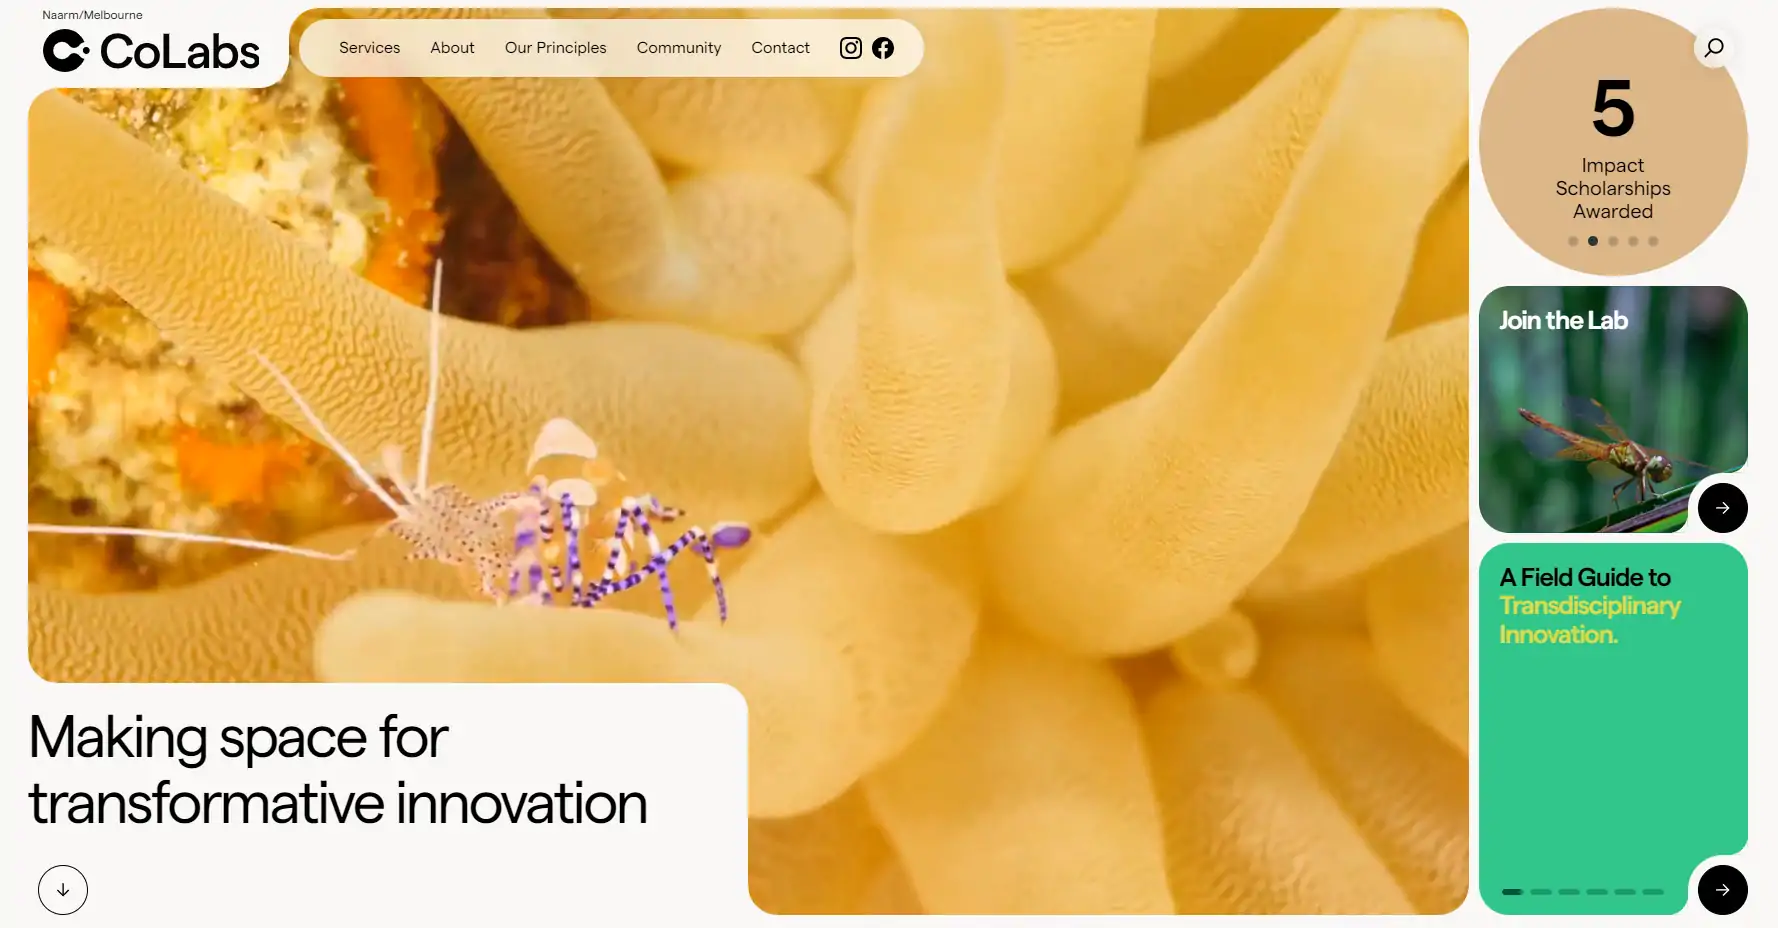 Naarm/Melbourne
CoLabs
Services
About
Our Principles
Community
Contact
5
Impact
Scholarships
Awarded
Join the Lab
A Field Guide to
Transdisciplinary
Innovation.
Making space for
transformative innovation